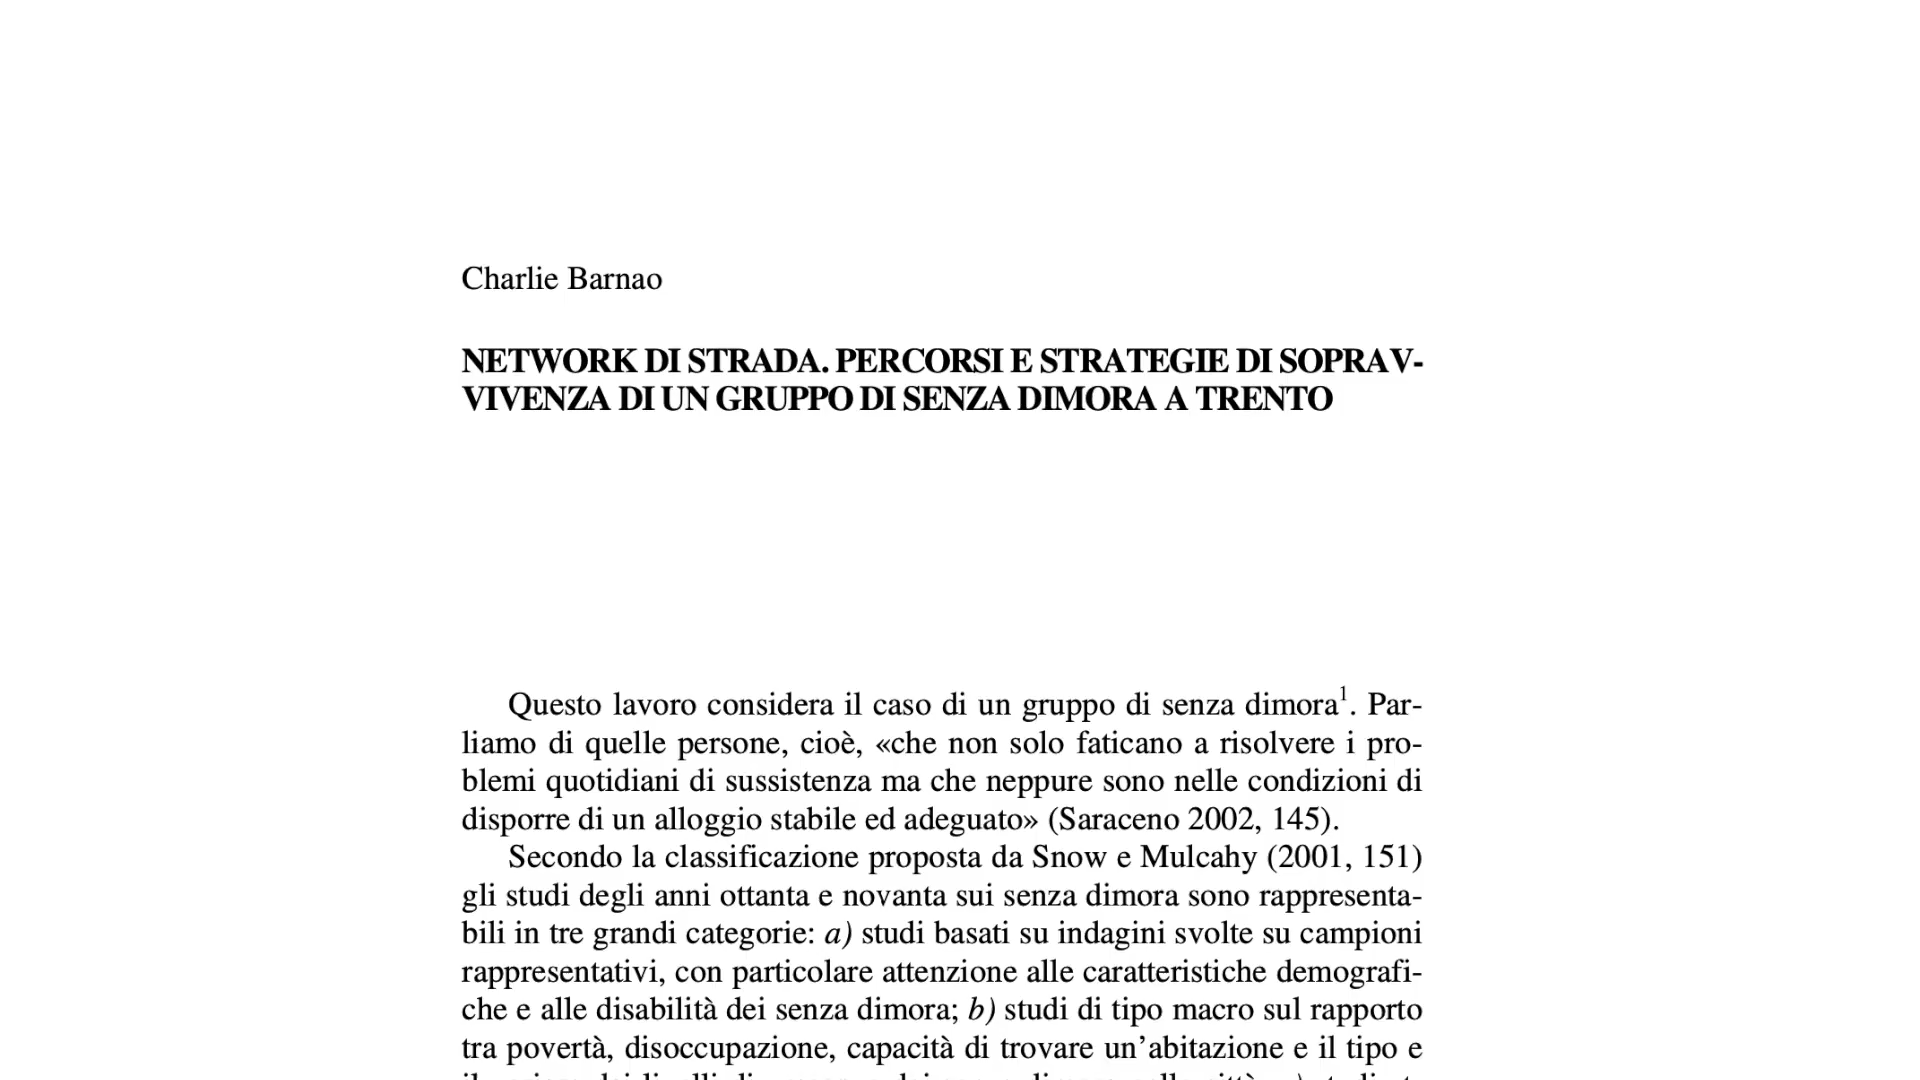 Charlie Barnao
NETWORK DI STRADA. PERCORSI E STRATEGIE DI SOPRAV-
VIVENZA DI UN GRUPPO DI SENZA DIMORA A TRENTO
Questo lavoro considera il caso di un gruppo di senza dimora¹. Par-
liamo di quelle persone, cioè, «che non solo faticano a risolvere i pro-
blemi quotidiani di sussistenza ma che neppure sono nelle condizioni di
disporre di un alloggio stabile ed adeguato» (Saraceno 2002, 145).
Secondo la classificazione proposta da Snow e Mulcahy (2001, 151)
gli studi degli anni ottanta e novanta sui senza dimora sono rappresenta-
bili in tre grandi categorie: a) studi basati su indagini svolte su campioni
rappresentativi, con particolare attenzione alle caratteristiche demografi-
che e alle disabilità dei senza dimora; b) studi di tipo macro sul rapporto
tra povertà, disoccupazione, capacità di trovare un'abitazione e il tipo e